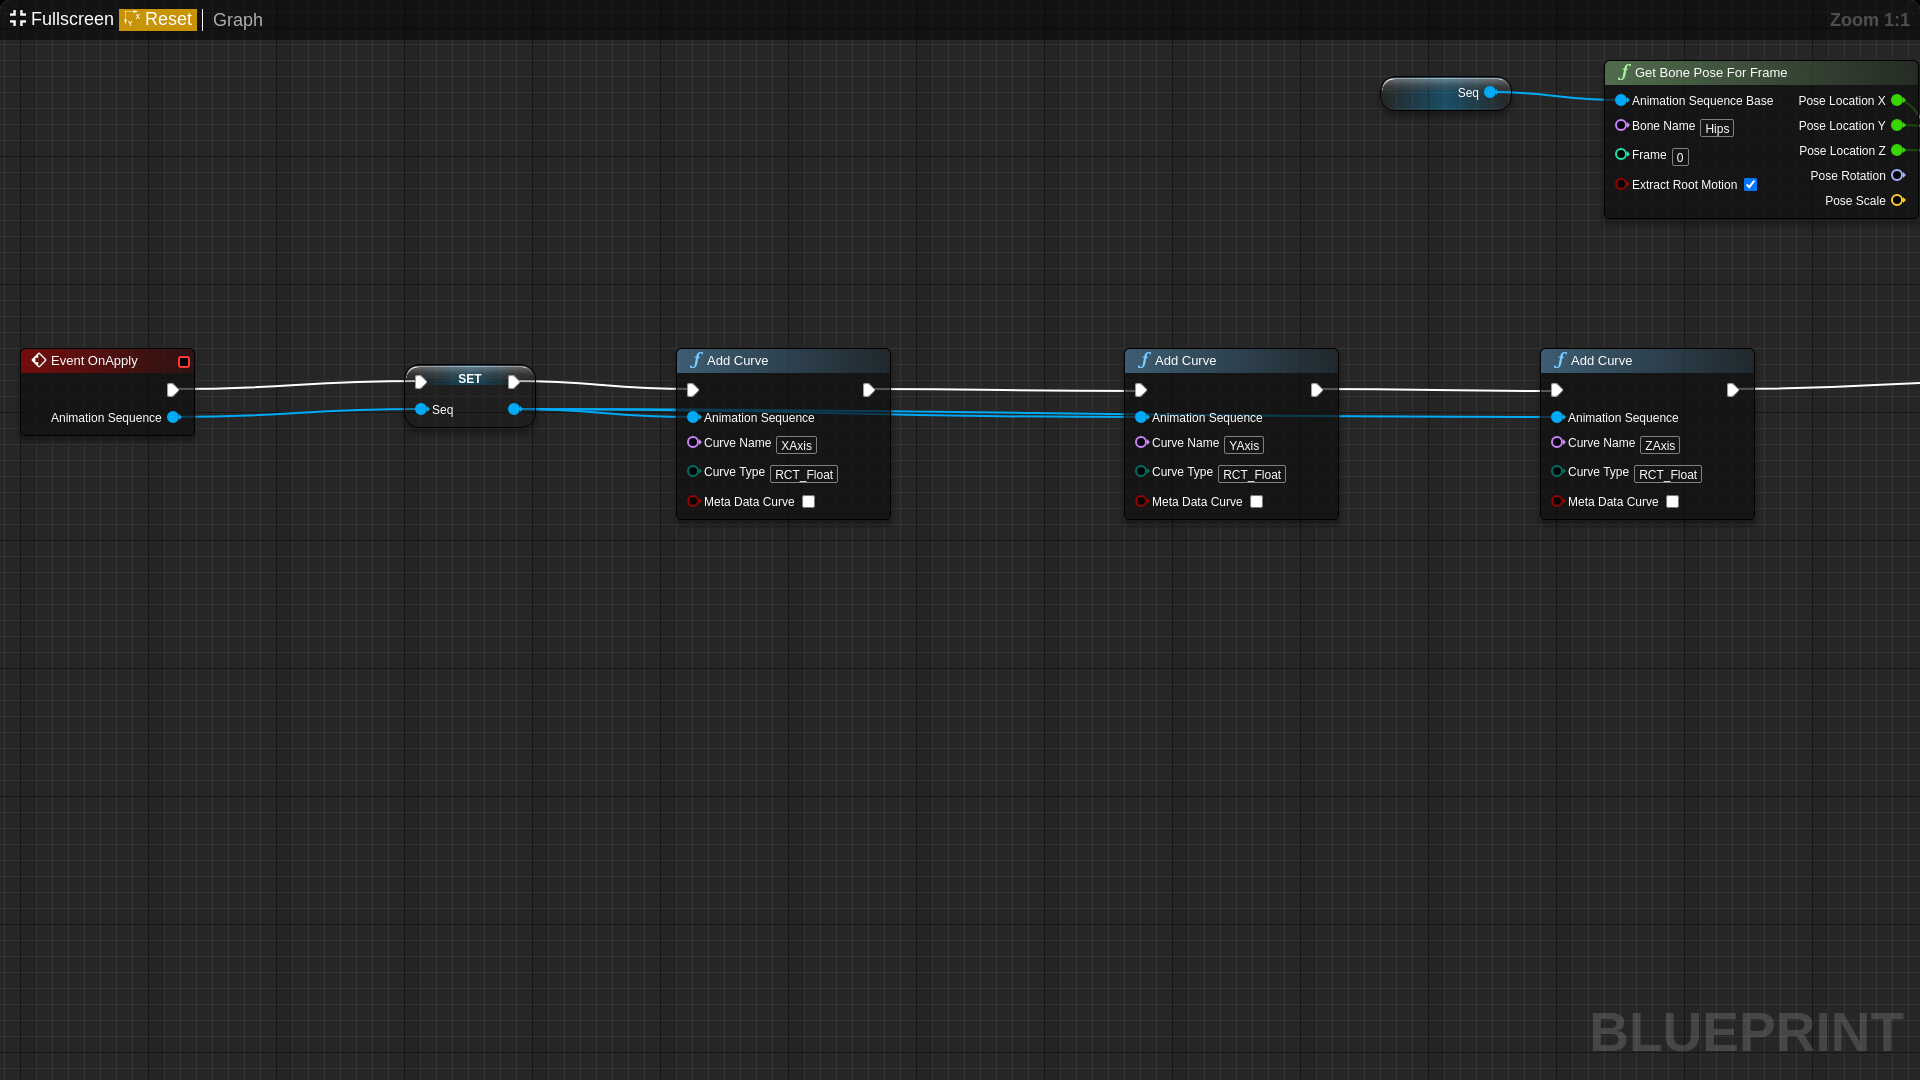 Fullscreen Reset Graph
Zoom 1:1
Seq
Get Bone Pose For Frame
Animation Sequence Base
Bone Name Hips
Frame 0
Extract Root Motion
Pose Location X
Pose Location Y
Pose Location Z
Pose Rotation
Pose Scale
Event OnApply
Animation Sequence
SET
Seq
Add Curve
Animation Sequence
Curve Name XAxis
Curve Type RCT_Float
Meta Data Curve
Add Curve
Animation Sequence
Curve Name YAxis
Curve Type RCT_Float
Meta Data Curve
Add Curve
Animation Sequence
Curve Name ZAxis
Curve Type RCT_Float
Meta Data Curve
BLUEPRINT